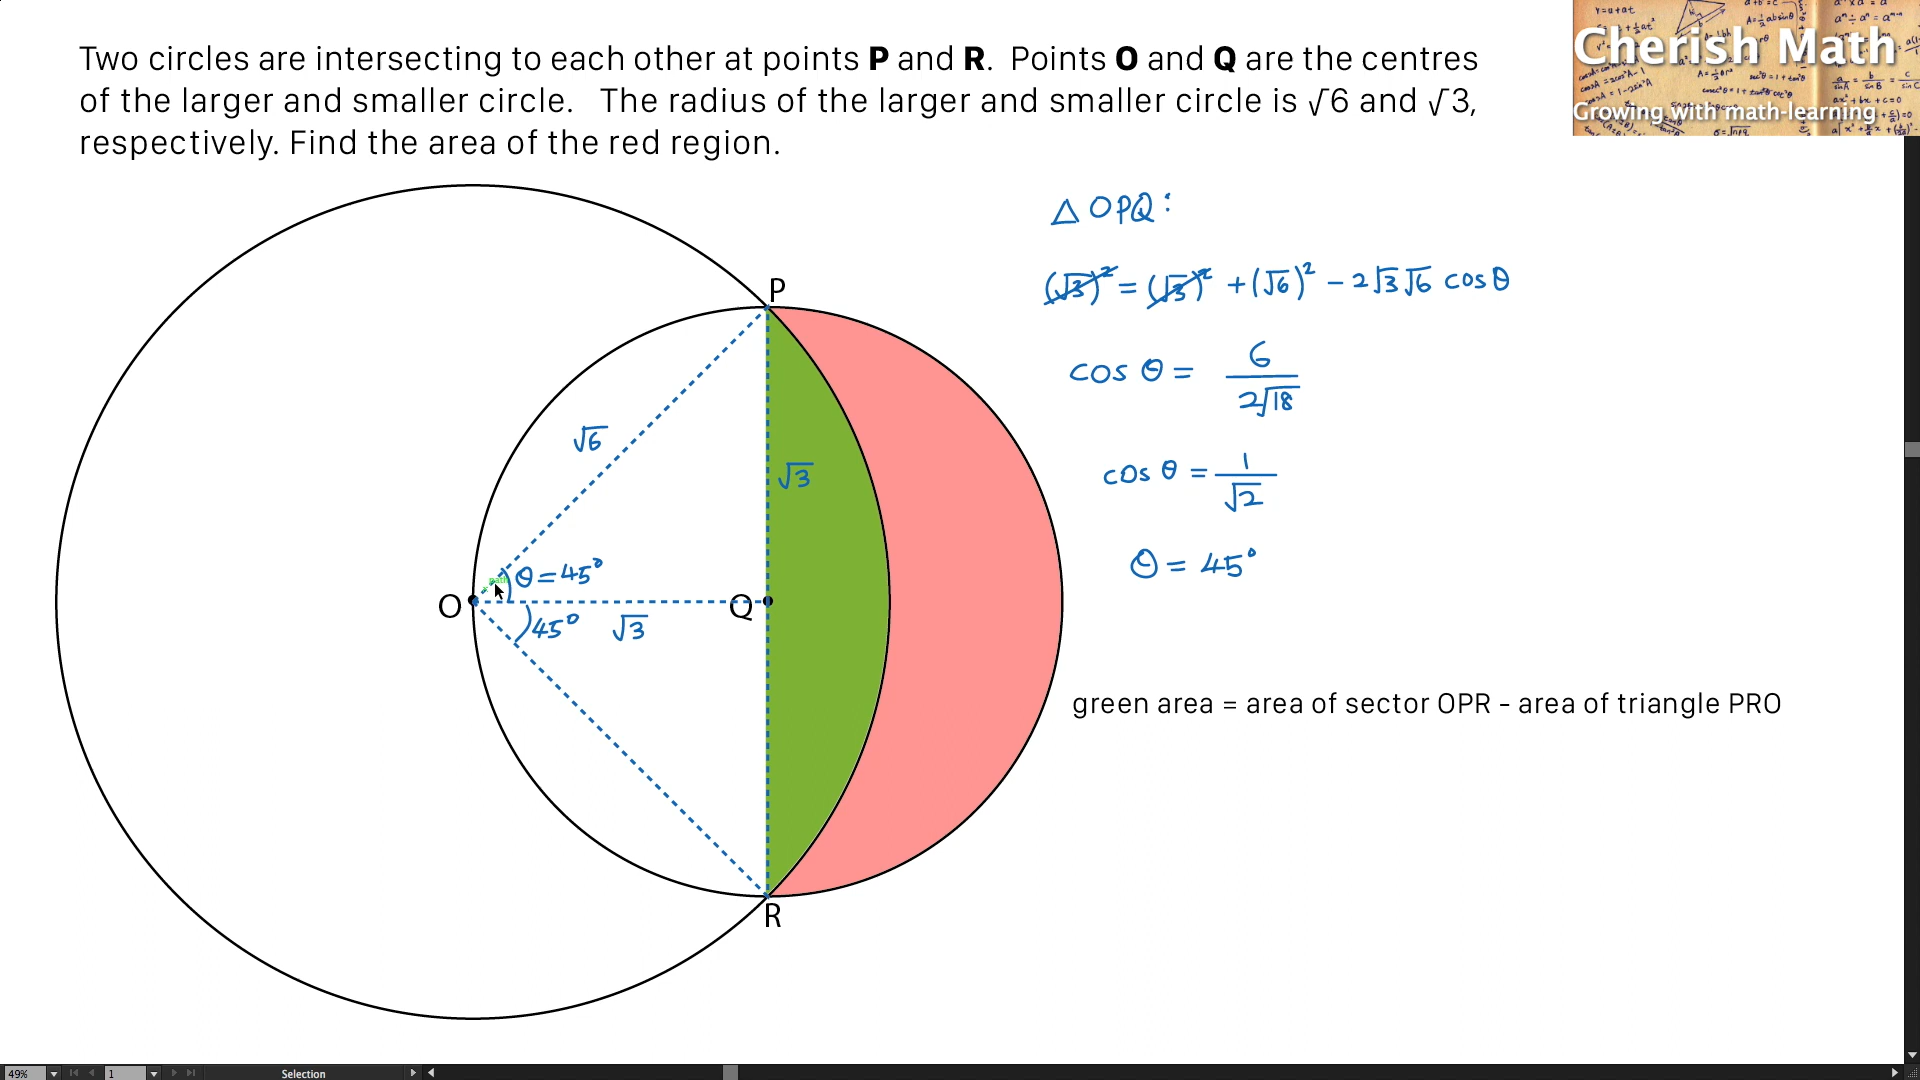 Two circles are intersecting to each other at points P and R. Points O and Q are the centres
of the larger and smaller circle. The radius of the larger and smaller circle is √6 and √3,
respectively. Find the area of the red region.
Cherish Math
Growing with math-learning
△OPQ:
(√3)² = (√3)² + (√6)² - 2√3√6 cosθ
cos θ = 6/2√18
cos θ = 1/√2
θ = 45°
P
√6
√3
θ = 45°
O
Q
45°
√3
R
green area = area of sector OPR - area of triangle PRO
49%
1
Selection